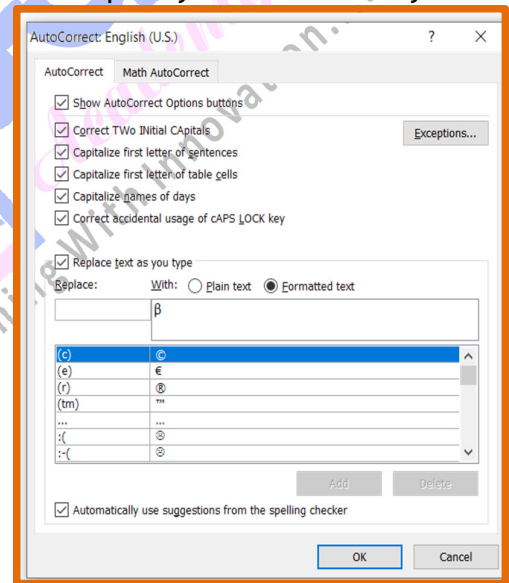 AutoCorrect: English (U.S.) ? ×
AutoCorrect Math AutoCorrect
Show AutoCorrect Options buttons
Correct TWo INitial CApitals Exceptions...
Capitalize first letter of sentences
Capitalize first letter of table cells
Capitalize names of days
Correct accidental usage of cAPS LOCK key
Replace text as you type
Replace: With: Plain text Formatted text
β
(c) ©
(e) €
(r) ®
(tm) ™
... …
:( ☹
:-( ☹
Add Delete
Automatically use suggestions from the spelling checker
OK Cancel
With Innovation.